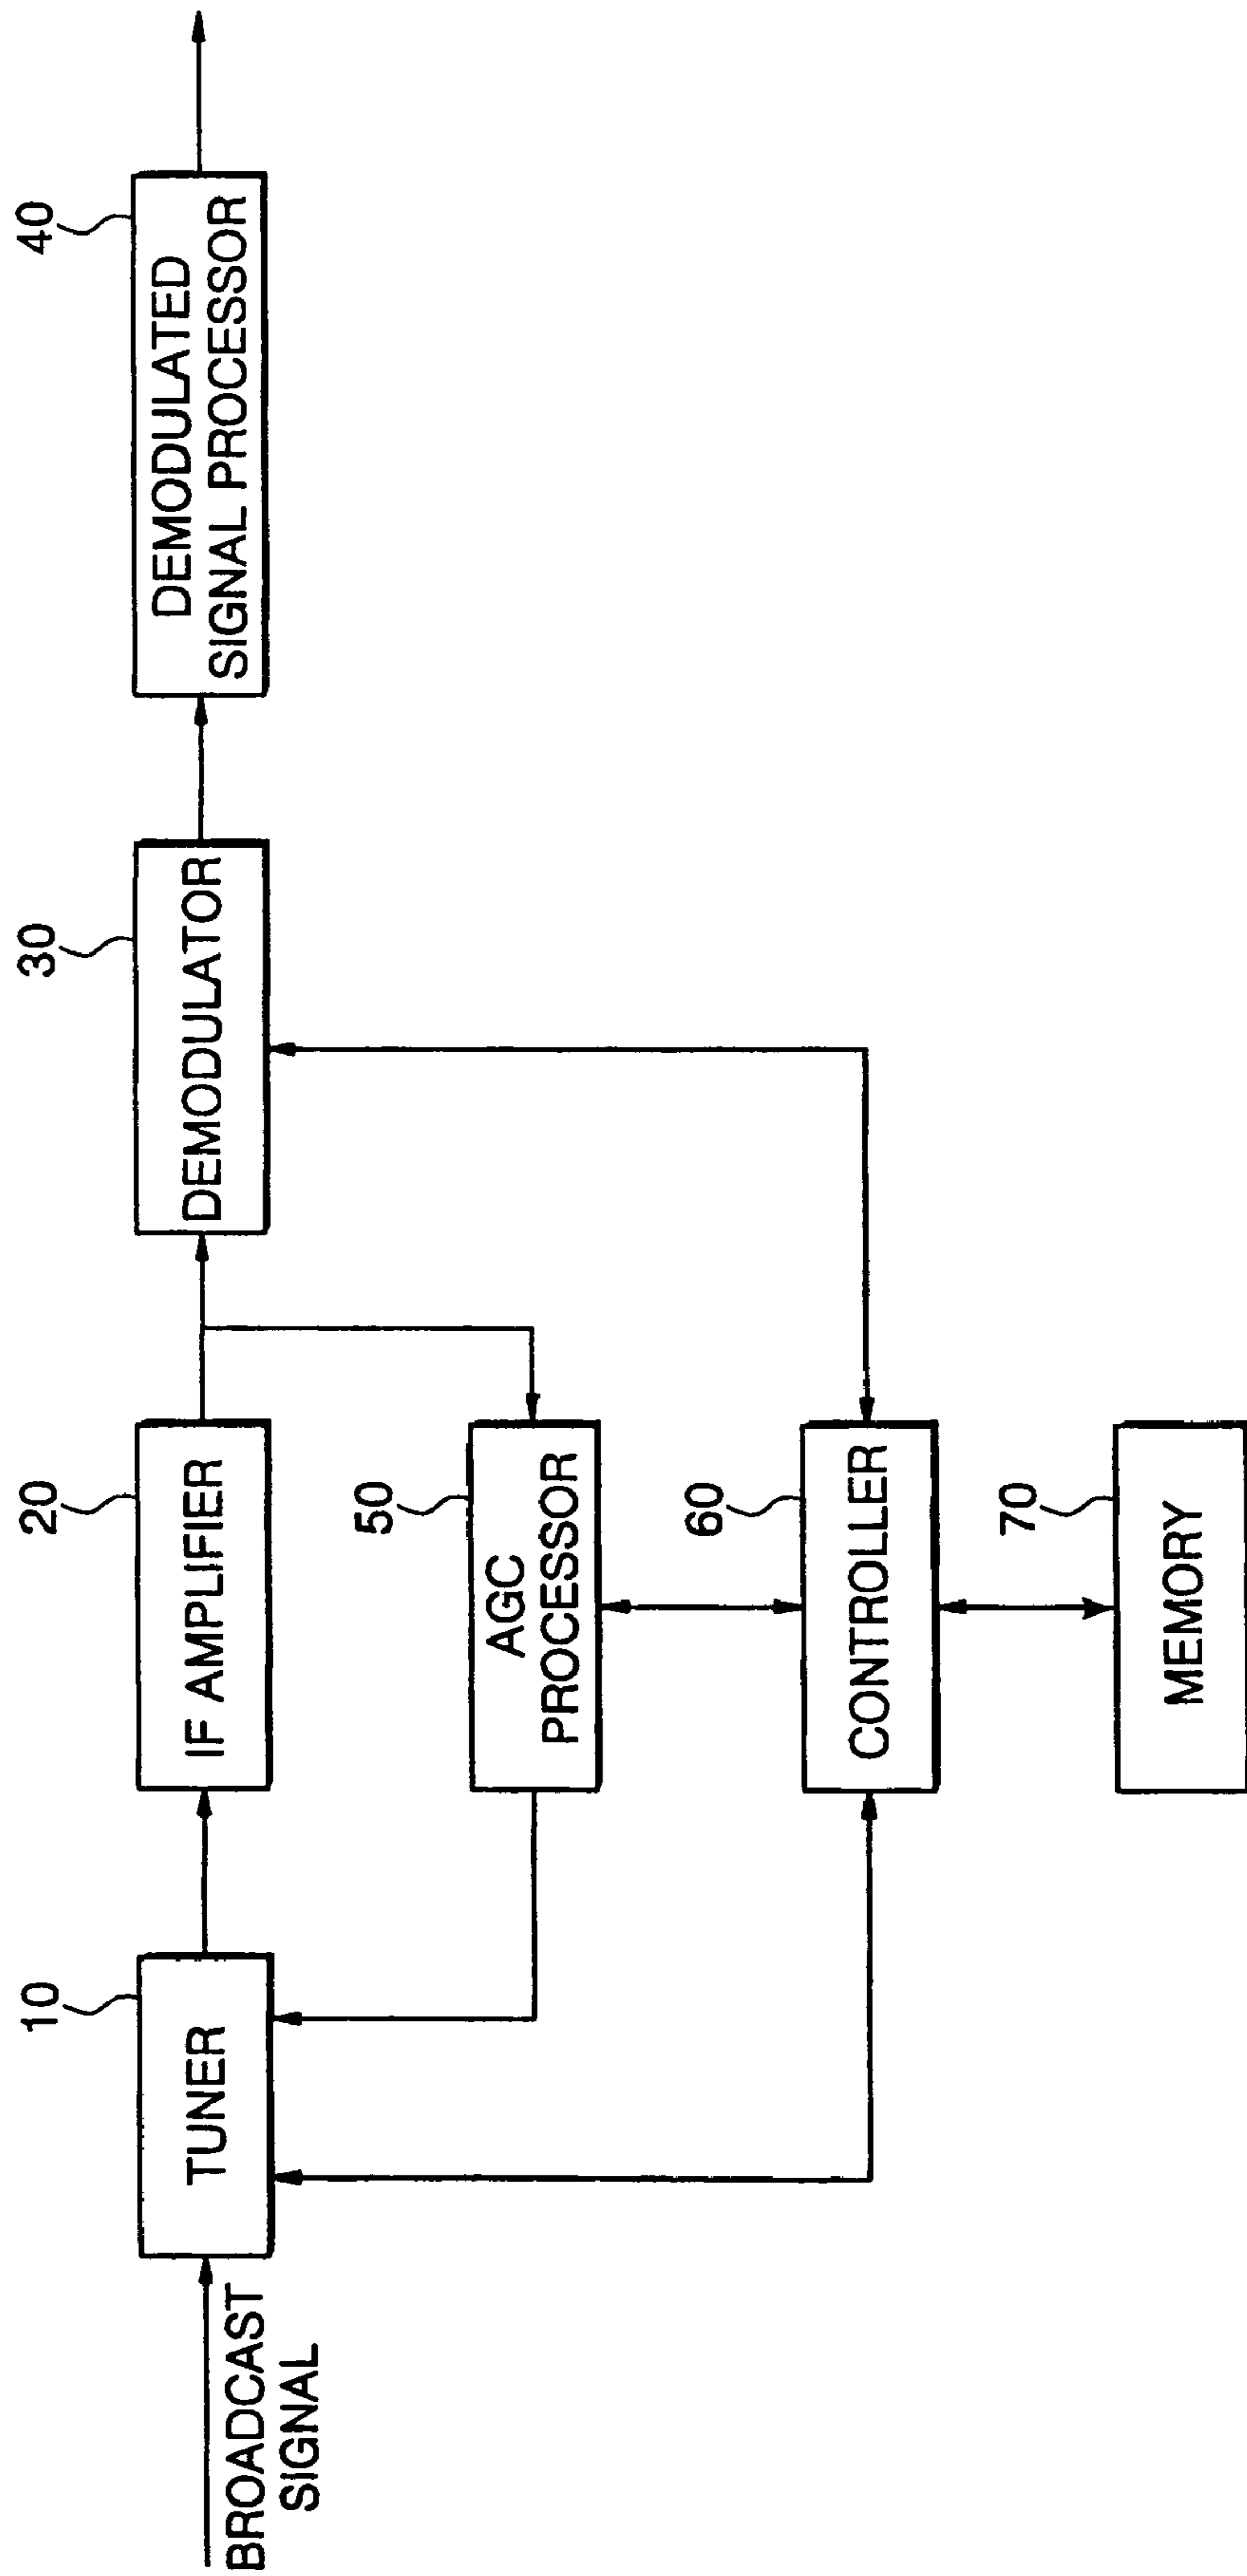 10
20
30
40
TUNER
IF AMPLIFIER
DEMODULATOR
DEMODULATED
SIGNAL PROCESSOR
BROADCAST
SIGNAL
50
AGC
PROCESSOR
60
CONTROLLER
70
MEMORY